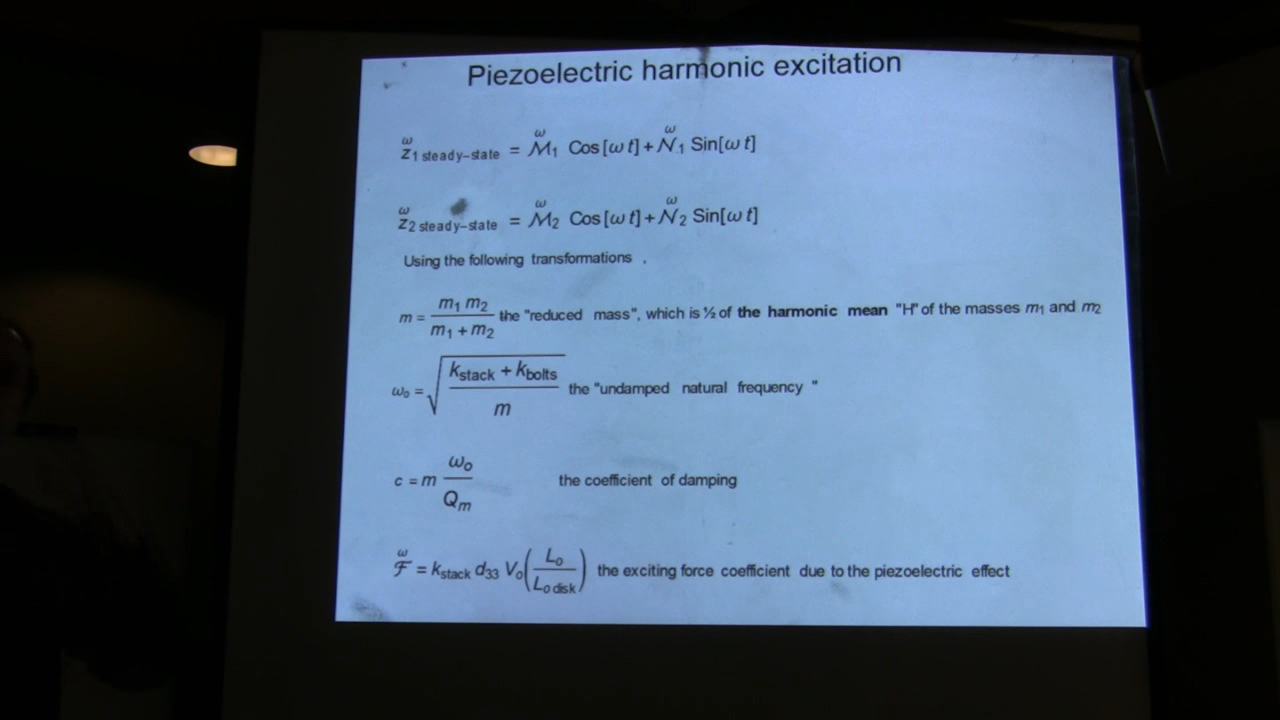 Piezoelectric harmonic excitation
ω
z1 steady-state = ω
M1 Cos[ω t] + ω
N1 Sin[ω t]
ω
z2 steady-state = ω
M2 Cos[ω t] + ω
N2 Sin[ω t]
Using the following transformations ,
m = m1 m2 / m1 + m2 the "reduced mass", which is ½ of the harmonic mean "H" of the masses m1 and m2
ωo = √ kstack + kbolts / m the "undamped natural frequency "
c = m ωo / Qm the coefficient of damping
ω
F = kstack d33 Vo ( Lo / Lo disk ) the exciting force coefficient due to the piezoelectric effect